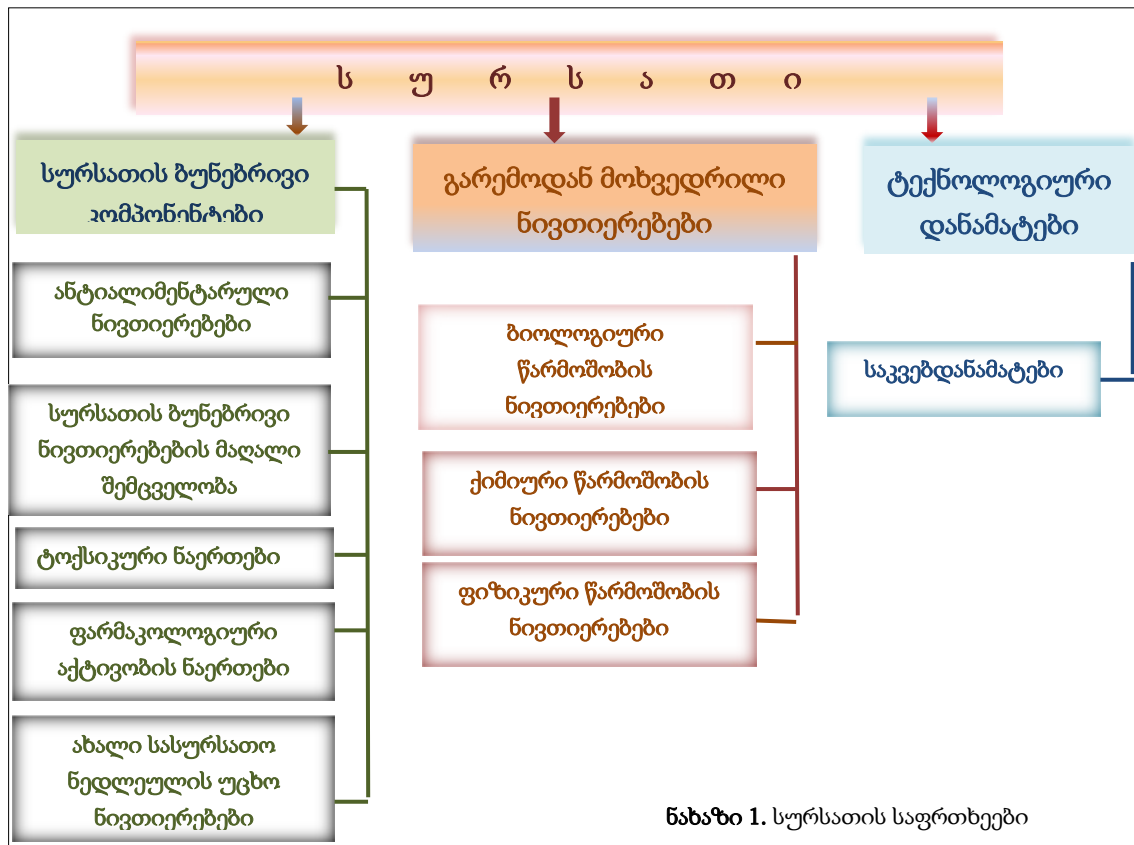 ს უ რ ს ა თ ი
სურსათის ბუნებრივი
კომპონენტები
ანტიალიმენტარული
ნივთიერებები
სურსათის ბუნებრივი
ნივთიერებების მაღალი
შემცველობა
ტოქსიკური ნაერთები
ფარმაკოლოგიური
აქტივობის ნაერთები
ახალი სასურსათო
ნედლეულის უცხო
ნივთიერებები
გარემოდან მოხვედრილი
ნივთიერებები
ბიოლოგიური
წარმოშობის
ნივთიერებები
ქიმიური წარმოშობის
ნივთიერებები
ფიზიკური წარმოშობის
ნივთიერებები
ტექნოლოგიური
დანამატები
საკვებდანამატები
ნახაზი 1. სურსათის საფრთხეები